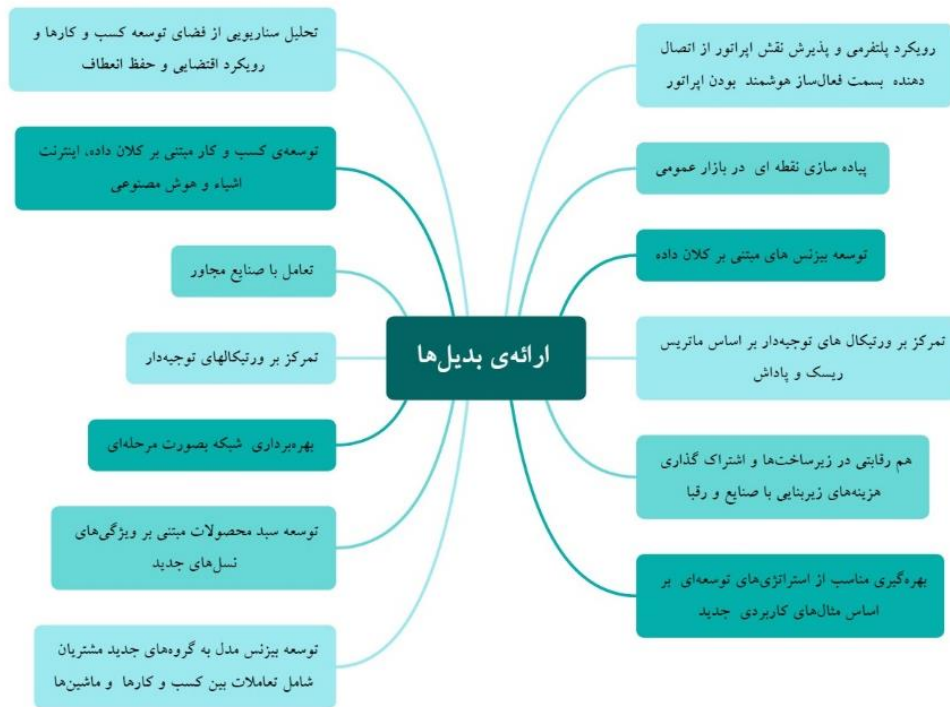 ارائه‌ی بدیل‌ها
رویکرد پلتفرمی و پذیرش نقش اپراتور از اتصال
دهنده بسمت فعال‌ساز هوشمند بودن اپراتور
پیاده سازی نقطه ای در بازار عمومی
توسعه بیزنس های مبتنی بر کلان داده
تمرکز بر ورتیکال های توجیه‌دار بر اساس ماتریس
ریسک و پاداش
هم رقابتی در زیرساخت‌ها و اشتراک گذاری
هزینه‌های زیربنایی با صنایع و رقبا
بهره‌گیری مناسب از استراتژی‌های توسعه‌ای بر
اساس مثال‌های کاربردی جدید
تحلیل سناریویی از فضای توسعه کسب و کارها و
رویکرد اقتضایی و حفظ انعطاف
توسعه‌ی کسب و کار مبتنی بر کلان داده، اینترنت
اشیاء و هوش مصنوعی
تعامل با صنایع مجاور
تمرکز بر ورتیکالهای توجیه‌دار
بهره‌برداری شبکه بصورت مرحله‌ای
توسعه سبد محصولات مبتنی بر ویژگی‌های
نسل‌های جدید
توسعه بیزنس مدل به گروه‌های جدید مشتریان
شامل تعاملات بین کسب و کارها و ماشین‌ها